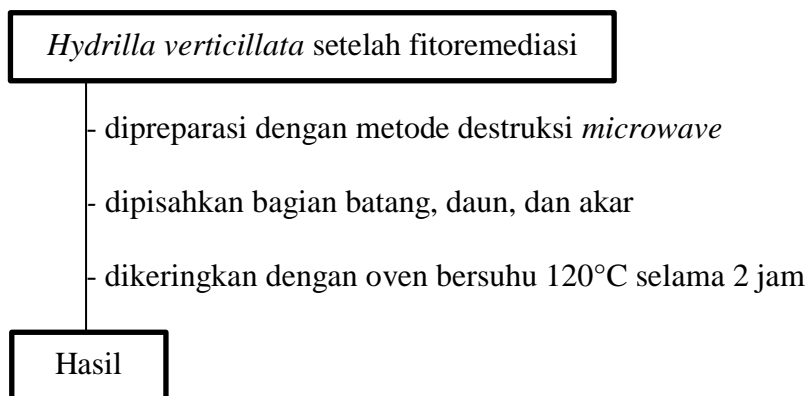 Hydrilla verticillata setelah fitoremediasi
- dipreparasi dengan metode destruksi microwave
- dipisahkan bagian batang, daun, dan akar
- dikeringkan dengan oven bersuhu 120°C selama 2 jam
Hasil